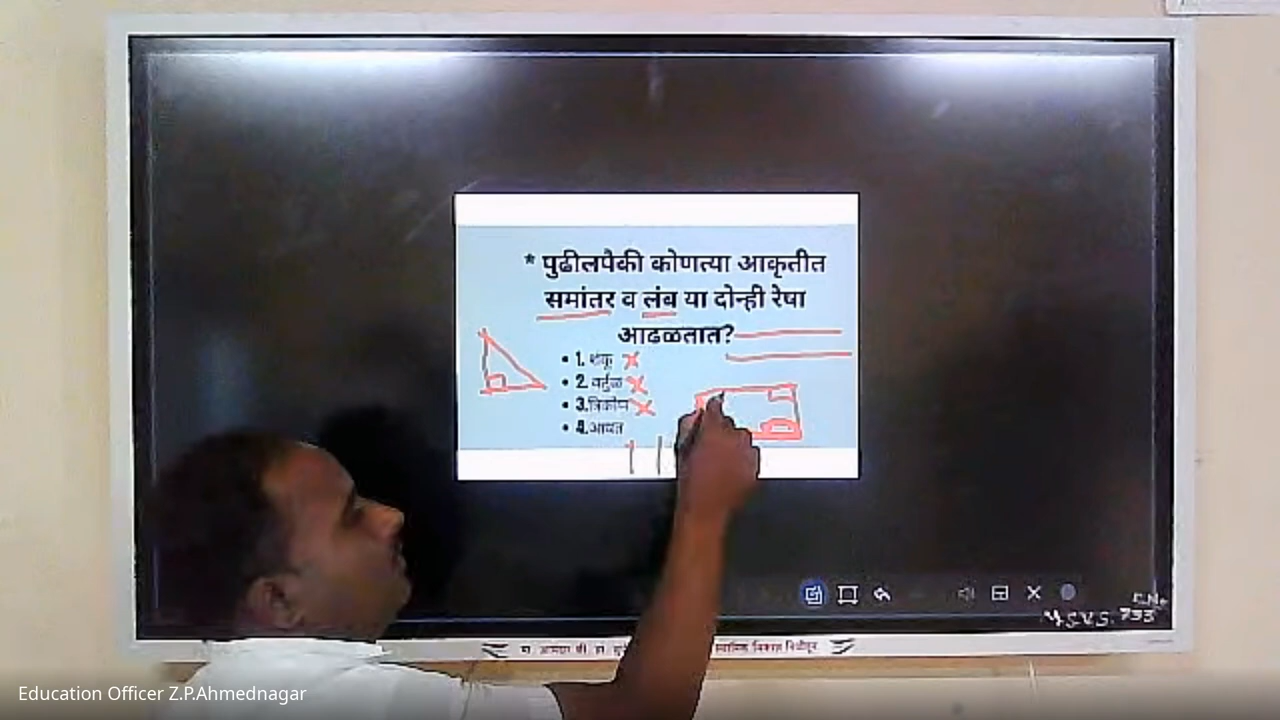 * पुढीलपैकी कोणत्या आकृतीत
समांतर व लंब या दोन्ही रेषा
आढळतात?
• 1. शंकू
• 2. वर्तुळ
• 3.त्रिकोण
• 4.आयत
Education Officer Z.P.Ahmednagar